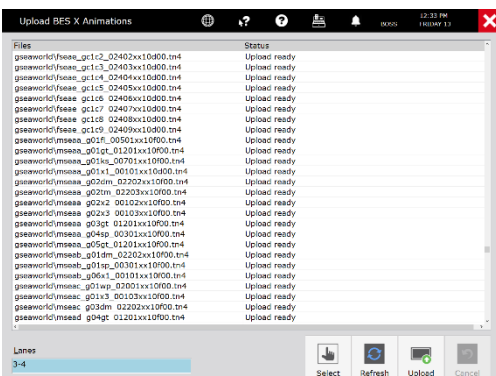 Upload BES X Animations
BOSS
12:33 PM
FRIDAY 13
Files Status
gseaworld\fseae_gc1c2_02402xx10d00.tn4 Upload ready
gseaworld\fseae_gc1c3_02403xx10d00.tn4 Upload ready
gseaworld\fseae_gc1c4_02404xx10d00.tn4 Upload ready
gseaworld\fseae_gc1c5_02405xx10d00.tn4 Upload ready
gseaworld\fseae_gc1c6_02406xx10d00.tn4 Upload ready
gseaworld\fseae_gc1c7_02407xx10d00.tn4 Upload ready
gseaworld\fseae_gc1c8_02408xx10d00.tn4 Upload ready
gseaworld\fseae_gc1c9_02409xx10d00.tn4 Upload ready
gseaworld\mseaa_g01fl_00501xx10f00.tn4 Upload ready
gseaworld\mseaa_g01gt_01201xx10f00.tn4 Upload ready
gseaworld\mseaa_g01ks_00701xx10f00.tn4 Upload ready
gseaworld\mseaa_g01x1_00101xx10d00.tn4 Upload ready
gseaworld\mseaa_g02dm_02202xx10f00.tn4 Upload ready
gseaworld\mseaa_g02tm_02203xx10f00.tn4 Upload ready
gseaworld\mseaa_g02x2_00102xx10f00.tn4 Upload ready
gseaworld\mseaa_g02x3_00103xx10f00.tn4 Upload ready
gseaworld\mseaa_g03gt_01201xx10f00.tn4 Upload ready
gseaworld\mseaa_g04sp_00301xx10f00.tn4 Upload ready
gseaworld\mseaa_g05gt_01201xx10f00.tn4 Upload ready
gseaworld\mseab_g01dm_02202xx10f00.tn4 Upload ready
gseaworld\mseab_g01sp_00301xx10f00.tn4 Upload ready
gseaworld\mseab_g06x1_00101xx10f00.tn4 Upload ready
gseaworld\mseac_g01wp_02001xx10f00.tn4 Upload ready
gseaworld\mseac_g01x3_00103xx10f00.tn4 Upload ready
gseaworld\mseac_g03dm_02202xx10f00.tn4 Upload ready
gseaworld\msead_g04gt_01201xx10f00.tn4 Upload ready
Lanes
3-4
Select Refresh Upload Cancel